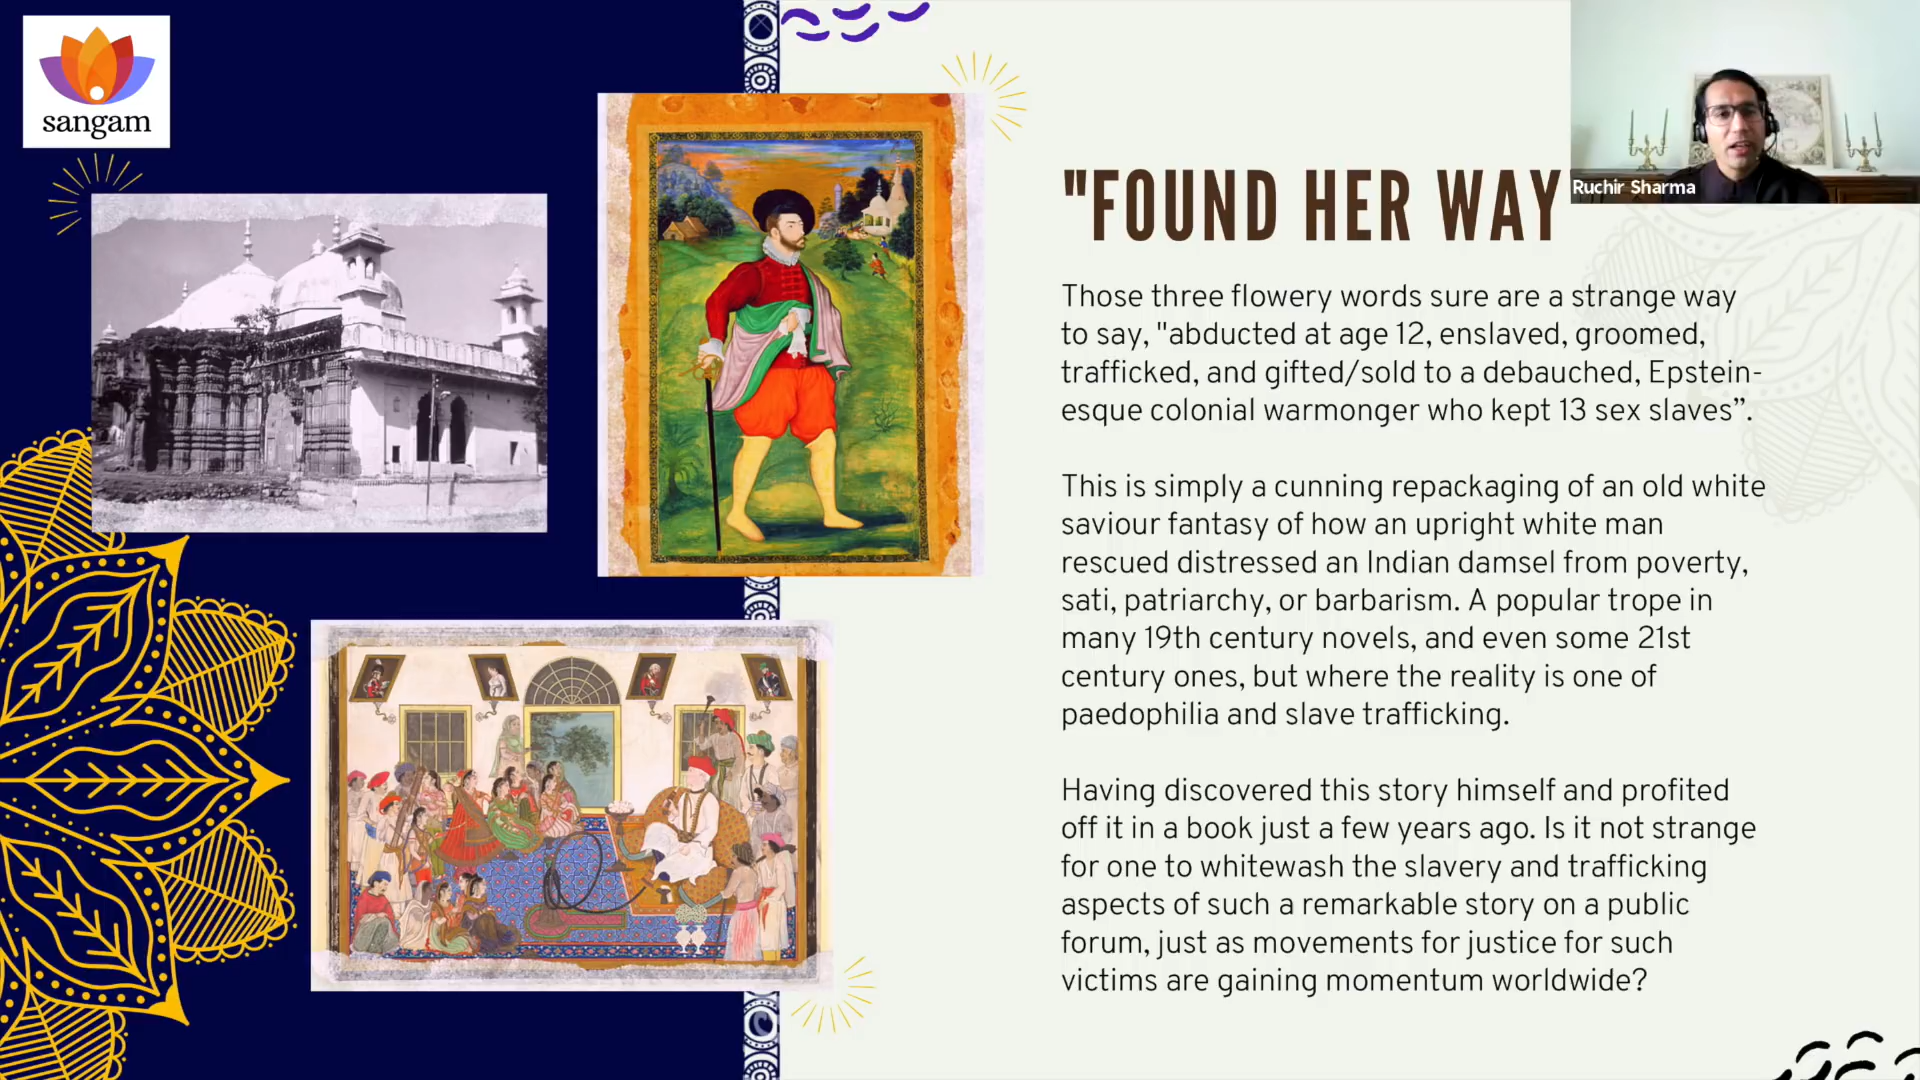 sangam
"FOUND HER WAY
Ruchir Sharma
Those three flowery words sure are a strange way
to say, "abducted at age 12, enslaved, groomed,
trafficked, and gifted/sold to a debauched, Epstein-
esque colonial warmonger who kept 13 sex slaves”.
This is simply a cunning repackaging of an old white
saviour fantasy of how an upright white man
rescued distressed an Indian damsel from poverty,
sati, patriarchy, or barbarism. A popular trope in
many 19th century novels, and even some 21st
century ones, but where the reality is one of
paedophilia and slave trafficking.
Having discovered this story himself and profited
off it in a book just a few years ago. Is it not strange
for one to whitewash the slavery and trafficking
aspects of such a remarkable story on a public
forum, just as movements for justice for such
victims are gaining momentum worldwide?